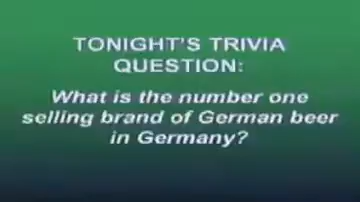 TONIGHT'S TRIVIA
QUESTION:
What is the number one
selling brand of German beer
in Germany?